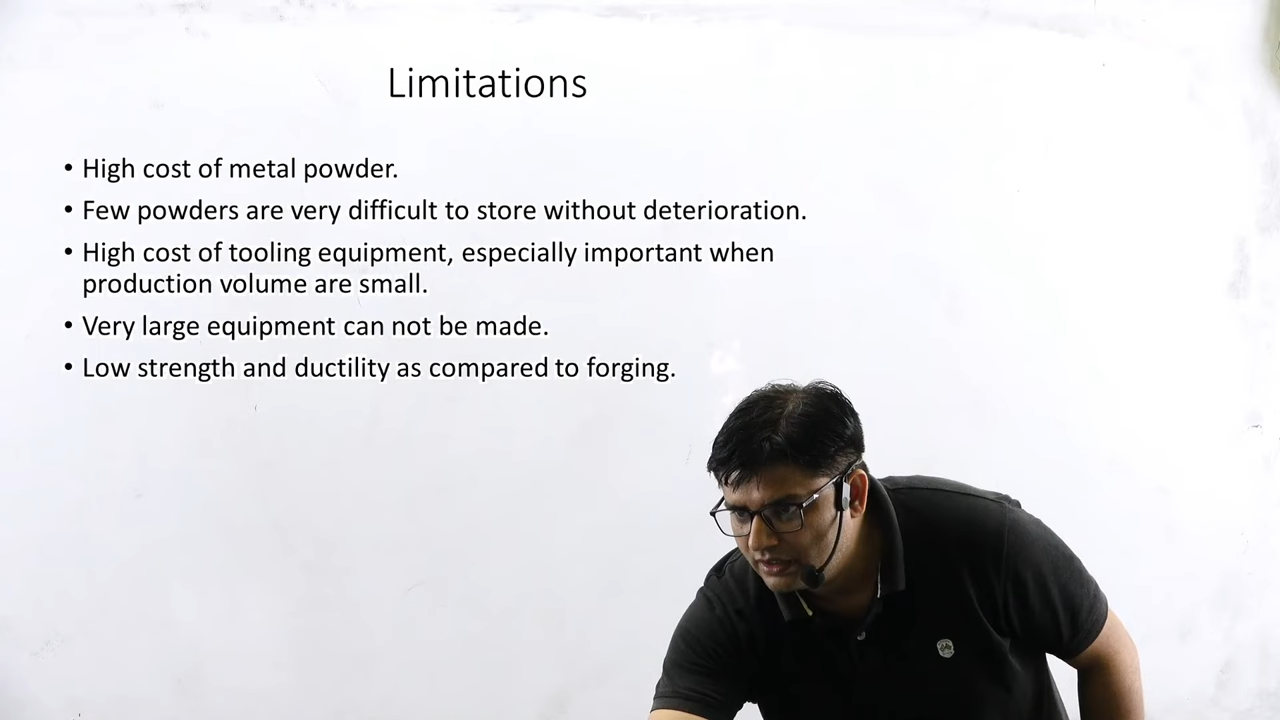 Limitations
• High cost of metal powder.
• Few powders are very difficult to store without deterioration.
• High cost of tooling equipment, especially important when
production volume are small.
• Very large equipment can not be made.
• Low strength and ductility as compared to forging.